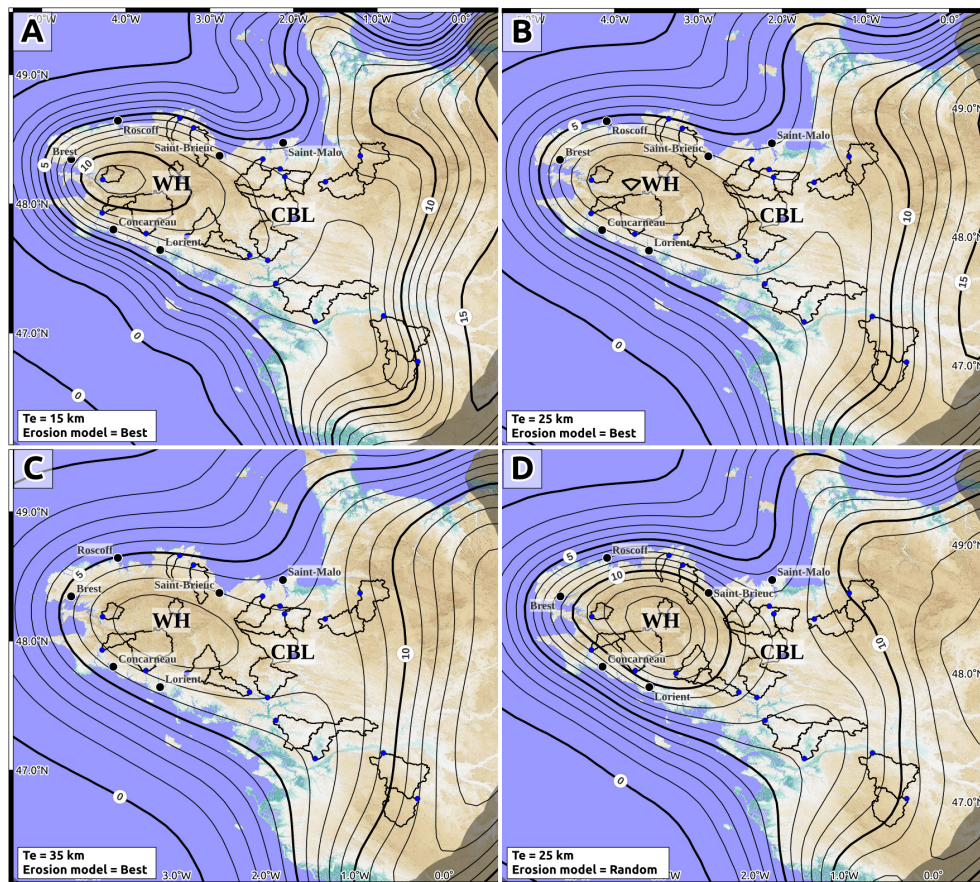 A
4.0°W 3.0°W 2.0°W 0.0°
49.0°N
48.0°N
47.0°N
Roscoff
Brest
Saint-Brieuc
Saint-Malo
5
10
WH
CBL
Concarneau
Lorient
10
15
0
0
Te = 15 km
Erosion model = Best
B
4.0°W 3.0°W 2.0°W 0.0°
49.0°N
48.0°N
47.0°N
5
Roscoff
Brest
Saint-Brieuc
Saint-Malo
WH
CBL
Concarneau
Lorient
10
15
0
Te = 25 km
Erosion model = Best
C
49.0°N
48.0°N
47.0°N
Roscoff
5
Brest
Saint-Brieuc
Saint-Malo
WH
CBL
Concarneau
Lorient
10
0
Te = 35 km
Erosion model = Best
3.0°W 2.0°W 1.0°W 0.0°
D
49.0°N
48.0°N
47.0°N
5
Roscoff
10
Brest
Saint-Brieuc
Saint-Malo
WH
CBL
Concarneau
Lorient
10
0
Te = 25 km
Erosion model = Random
3.0°W 2.0°W 1.0°W 0.0°